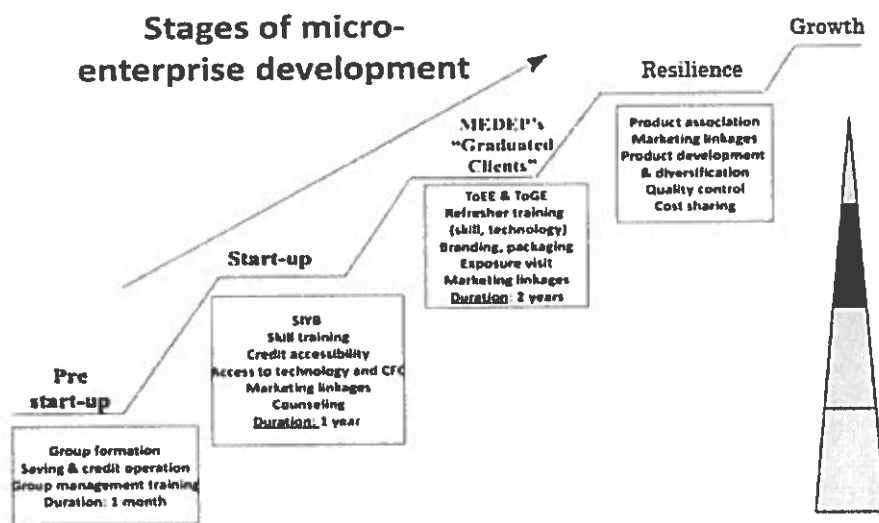 Stages of micro-
enterprise development
Growth
Resilience
Product association
Marketing linkages
Product development
& diversification
Quality control
Cost sharing
MEDEP's
"Graduated
Clients"
ToEE & ToGE
Refresher training
(skill, technology)
Branding, packaging
Exposure visit
Marketing linkages
Duration: 2 years
Start-up
SIYB
Skill training
Credit accessibility
Access to technology and CFC
Marketing linkages
Counseling
Duration: 1 year
Pre
start-up
Group formation
Saving & credit operation
Group management training
Duration: 1 month